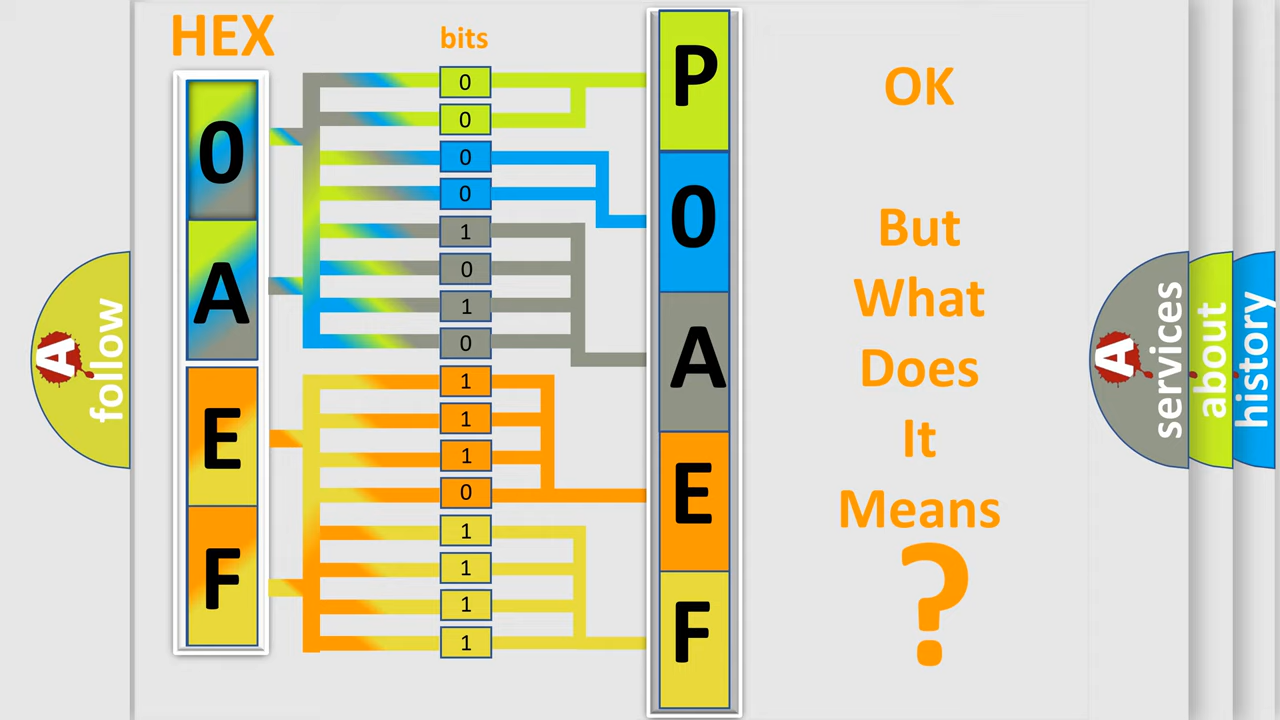 HEX
bits
0
A
E
F
0
0
0
0
1
0
1
0
1
1
1
0
1
1
1
1
P
0
A
E
F
OK
But
What
Does
It
Means
?
A
follow
A
services
about
history